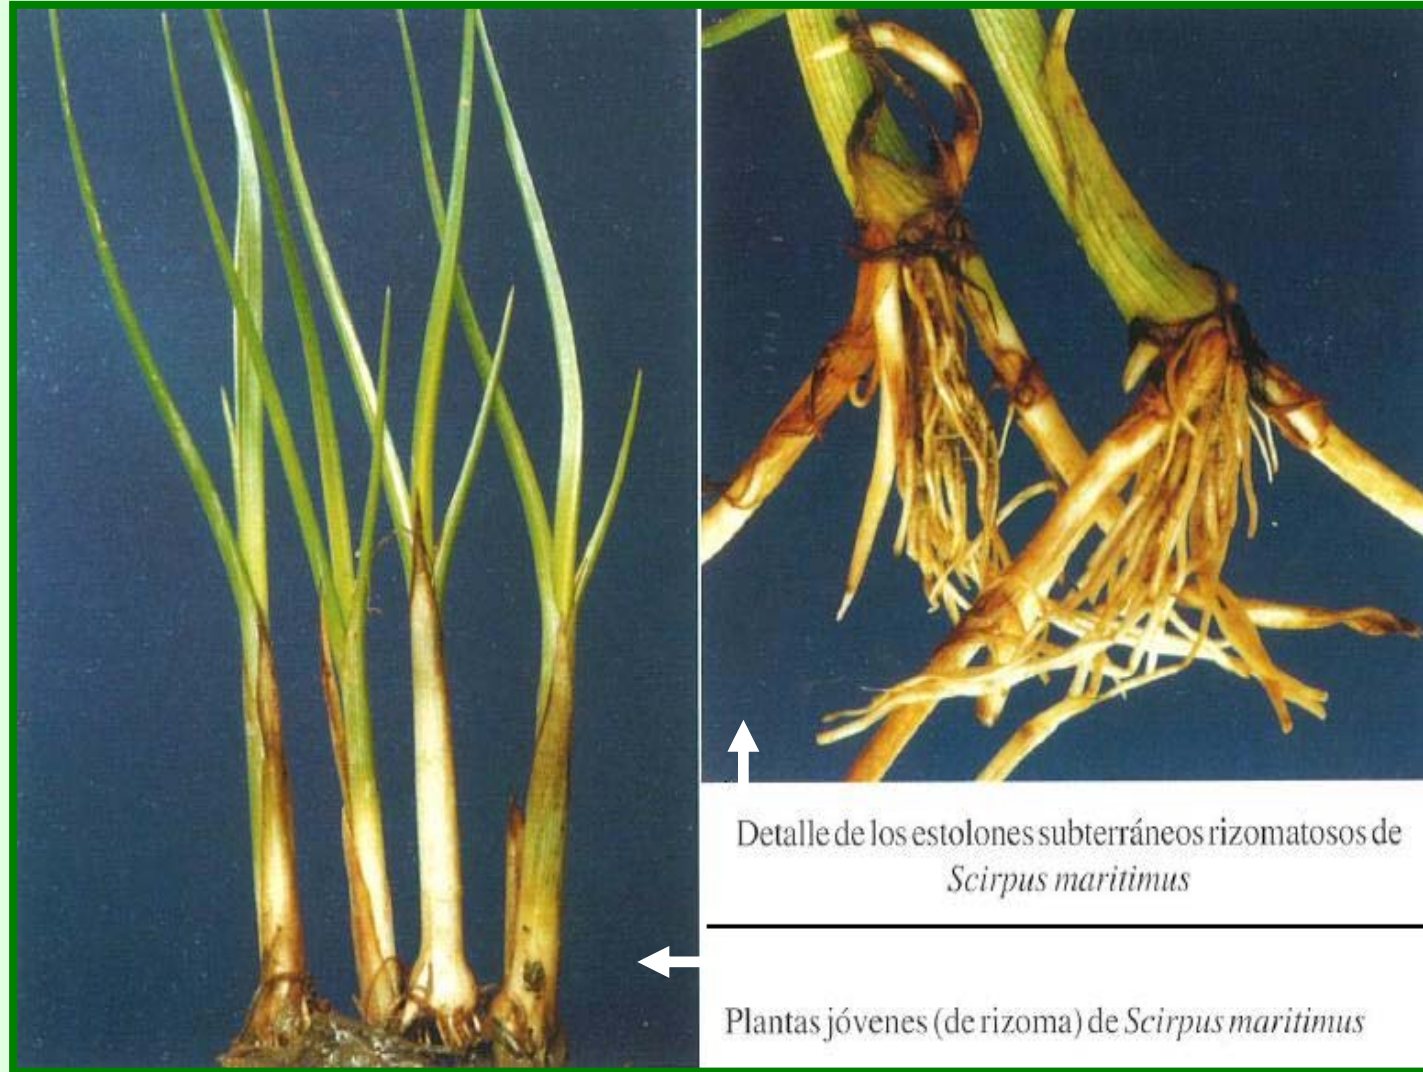 Detalle de los estolones subterráneos rizomatosos de
Scirpus maritimus
Plantas jóvenes (de rizoma) de Scirpus maritimus